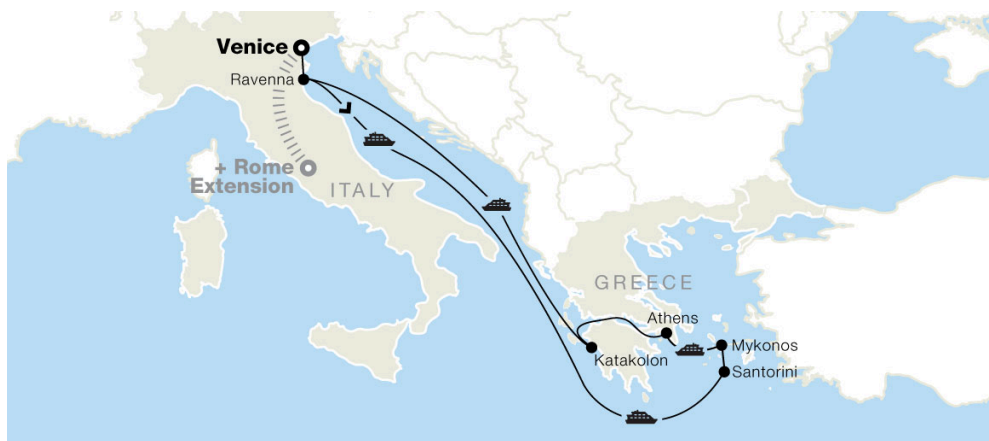 Venice
Ravenna
+ Rome
Extension
ITALY
GREECE
Athens
Mykonos
Katakolon
Santorini